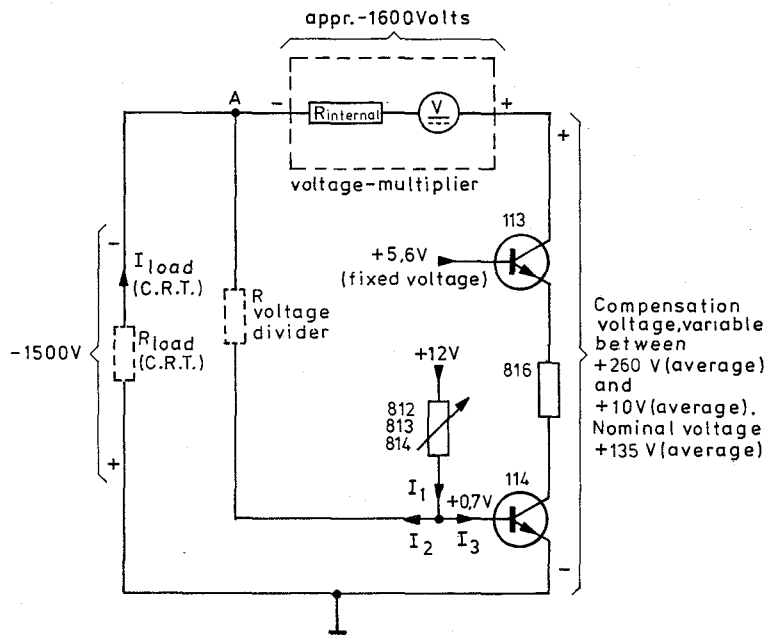 appr.-1600Volts
A
-
Rinternal
V
+
voltage-multiplier
+
113
+5,6V
(fixed voltage)
-
I load
(C.R.T.)
R
voltage
divider
-1500V
Rload
(C.R.T.)
+12V
816
Compensation
voltage,variable
between
+260 V(average)
and
+10V(average).
Nominal voltage
+135 V(average)
812
813
814
+
I1
+0,7V
114
I2
I3
-